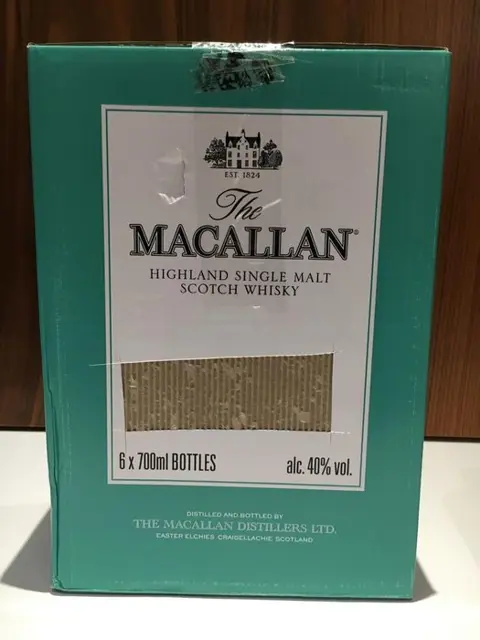 EST. 1824
The
MACALLAN®
HIGHLAND SINGLE MALT
SCOTCH WHISKY
6 x 700ml BOTTLES
alc. 40% vol.
DISTILLED AND BOTTLED BY
THE MACALLAN DISTILLERS LTD.
EASTER ELCHIES CRAIGELLACHIE SCOTLAND